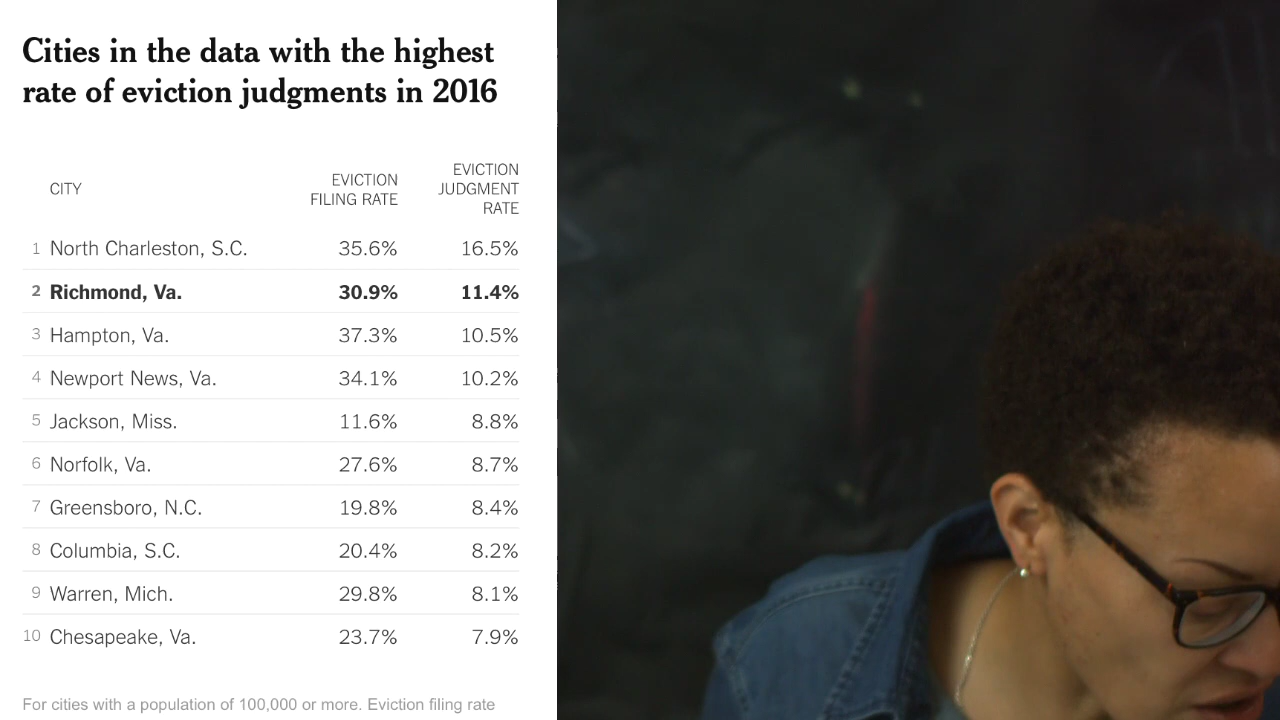 Cities in the data with the highest
rate of eviction judgments in 2016
CITY EVICTION FILING RATE EVICTION JUDGMENT RATE
1 North Charleston, S.C. 35.6% 16.5%
2 Richmond, Va. 30.9% 11.4%
3 Hampton, Va. 37.3% 10.5%
4 Newport News, Va. 34.1% 10.2%
5 Jackson, Miss. 11.6% 8.8%
6 Norfolk, Va. 27.6% 8.7%
7 Greensboro, N.C. 19.8% 8.4%
8 Columbia, S.C. 20.4% 8.2%
9 Warren, Mich. 29.8% 8.1%
10 Chesapeake, Va. 23.7% 7.9%
For cities with a population of 100,000 or more. Eviction filing rate